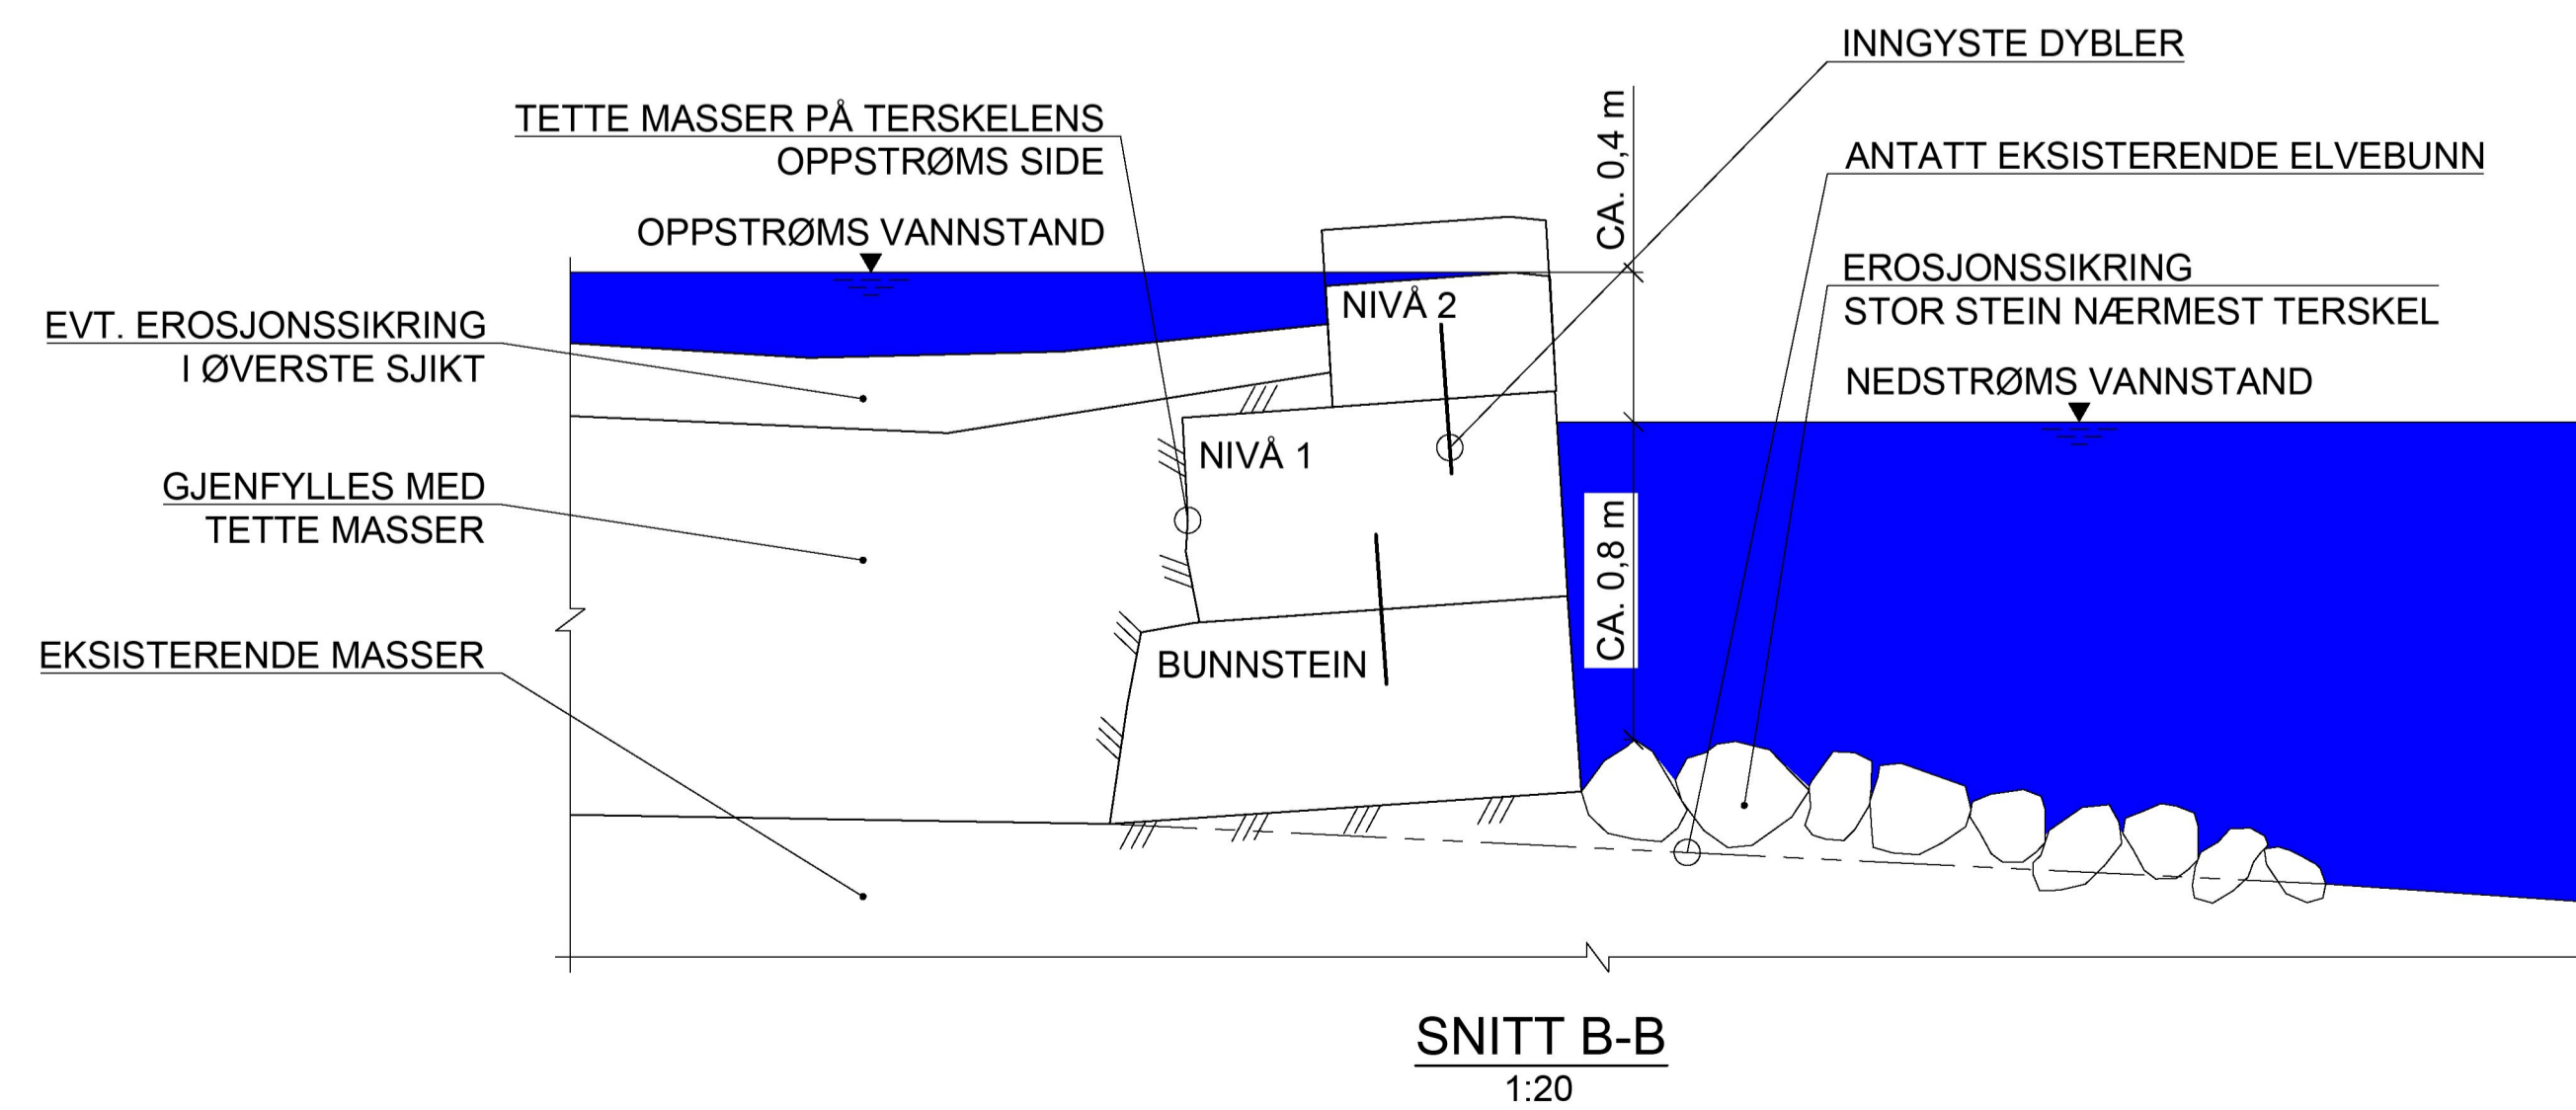 INNGYSTE DYBLER
TETTE MASSER PÅ TERSKELENS
OPPSTRØMS SIDE
CA. 0,4 m
ANTATT EKSISTERENDE ELVEBUNN
OPPSTRØMS VANNSTAND
EROSJONSSIKRING
STOR STEIN NÆRMEST TERSKEL
NIVÅ 2
EVT. EROSJONSSIKRING
I ØVERSTE SJIKT
NEDSTRØMS VANNSTAND
NIVÅ 1
GJENFYLLES MED
TETTE MASSER
CA. 0,8 m
EKSISTERENDE MASSER
BUNNSTEIN
SNITT B-B
1:20